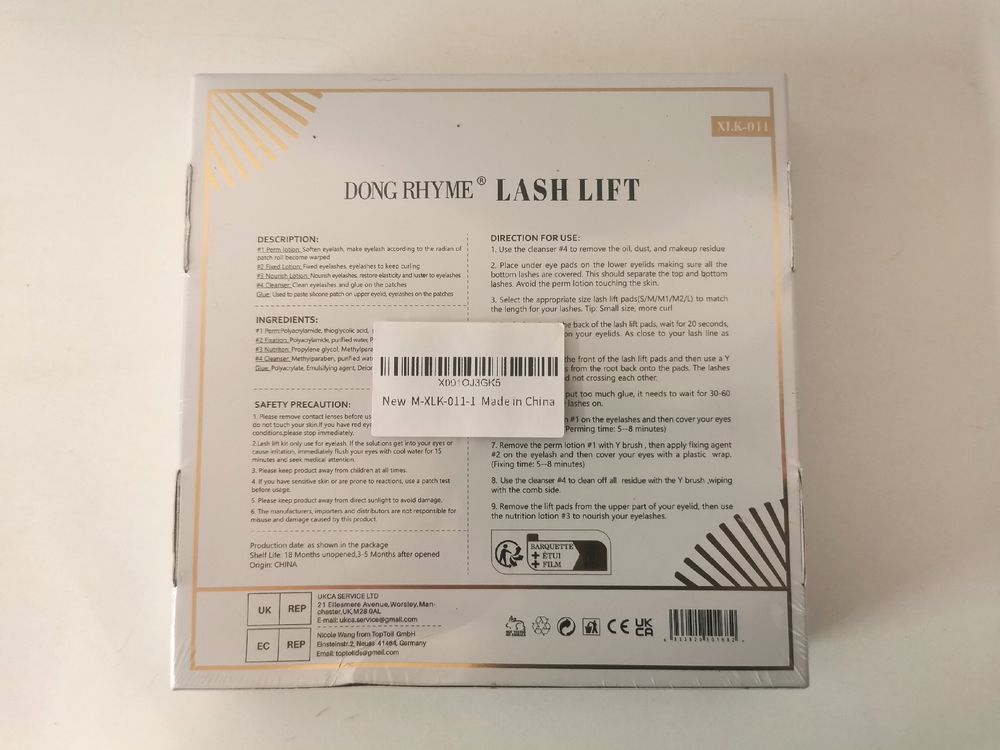 XLK-011
DONG RHYME® LASH LIFT
DESCRIPTION:
#1 Perm lotion: Soften eyelash, make eyelash according to the radian of
patch roll become warped
#2 Fixed Lotion: Fixed eyelashes, eyelashes to keep curling
#3 Nourish Lotion: Nourish eyelashes, restore elasticity and luster to eyelashes
#4 Cleanser: Clean eyelashes and glue on the patches
Glue: Used to paste silicone patch on upper eyeid, eyelashes on the patches
INGREDIENTS:
#1 Perm:Polyacrylamide, thioglycolic acid,
#2 Fixation: Polyacrylamide, purified water,
#3 Nutriton: Propylene glycol, Methylpara
#4 Cleanser: Methylparaben, purified wat
Glue: Polyacrylate, Emulsifying agent, Deion
SAFETY PRECAUTION:
1. Please remove contact lenses before us
do not touch your skin.If you have red eye
conditions,please stop immediately.
2.Lash lift kit only use for eyelash. If the solutions get into your eyes or
cause irritation, immediately flush your eyes with cool water for 15
minutes and seek medical attention.
3. Please keep product away from children at all times.
4. If you have sensitive skin or are prone to reactions, use a patch test
before usage.
5. Please keep product away from direct sunlight to avoid damage.
6. The manufacturers, importers and distributors are not responsible for
misuse and damage caused by this product.
Production date: as shown in the package
Shelf Life: 18 Months unopened,3-5 Months after opened
Origin: CHINA
DIRECTION FOR USE:
1. Use the cleanser #4 to remove the oil, dust, and makeup residue
2. Place under eye pads on the lower eyelids making sure all the
bottom lashes are covered. This should separate the top and bottom
lashes. Avoid the perm lotion touching the skin.
3. Select the appropriate size lash lift pads(S/M/M1/M2/L) to match
the length for your lashes. Tip: Small size, more curl
he back of the lash lift pads, wait for 20 seconds,
on your eyelids. As close to your lash line as
the front of the lash lift pads and then use a Y
s from the root back onto the pads. The lashes
d not crossing each other.
put too much glue, it needs to wait for 30-60
lashes on.
n #1 on the eyelashes and then cover your eyes
(Perming time: 5--8 minutes)
7. Remove the perm lotion #1 with Y brush , then apply fixing agent
#2 on the eyelash and then cover your eyes with a plastic wrap.
(Fixing time: 5--8 minutes)
8. Use the cleanser #4 to clean off all residue with the Y brush ,wiping
with the comb side.
9. Remove the lift pads from the upper part of your eyelid, then use
the nutrition lotion #3 to nourish your eyelashes.
X001OJ3GK5
New M-XLK-011-1 Made in China
BARQUETTE
+ ÉTUI
+ FILM
UK REP
UKCA SERVICE LTD
21 Ellesmere Avenue,Worsley,Man-
chester,UK,M28 0AL
E-mail: ukca.service@gmail.com
EC REP
Nicole Wang from TopToll GmbH
Einsteinstr.2, Neuss 41464, Germany
Email: toptollde@gmail.com
CE
UK
CA